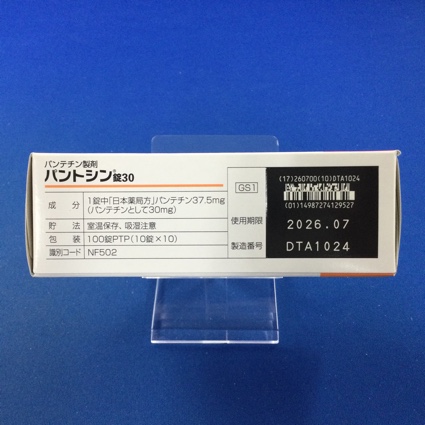 パンテチン製剤
パントシン®錠30
成分 1錠中「日本薬局方」パンテチン37.5mg
(パンテチンとして30mg)
貯法 室温保存、吸湿注意
包装 100錠PTP(10錠×10)
識別コード NF502
GS1
使用期限
製造番号
(17)260700(10)DTA1024
(01)14987274129527
2026.07
DTA1024